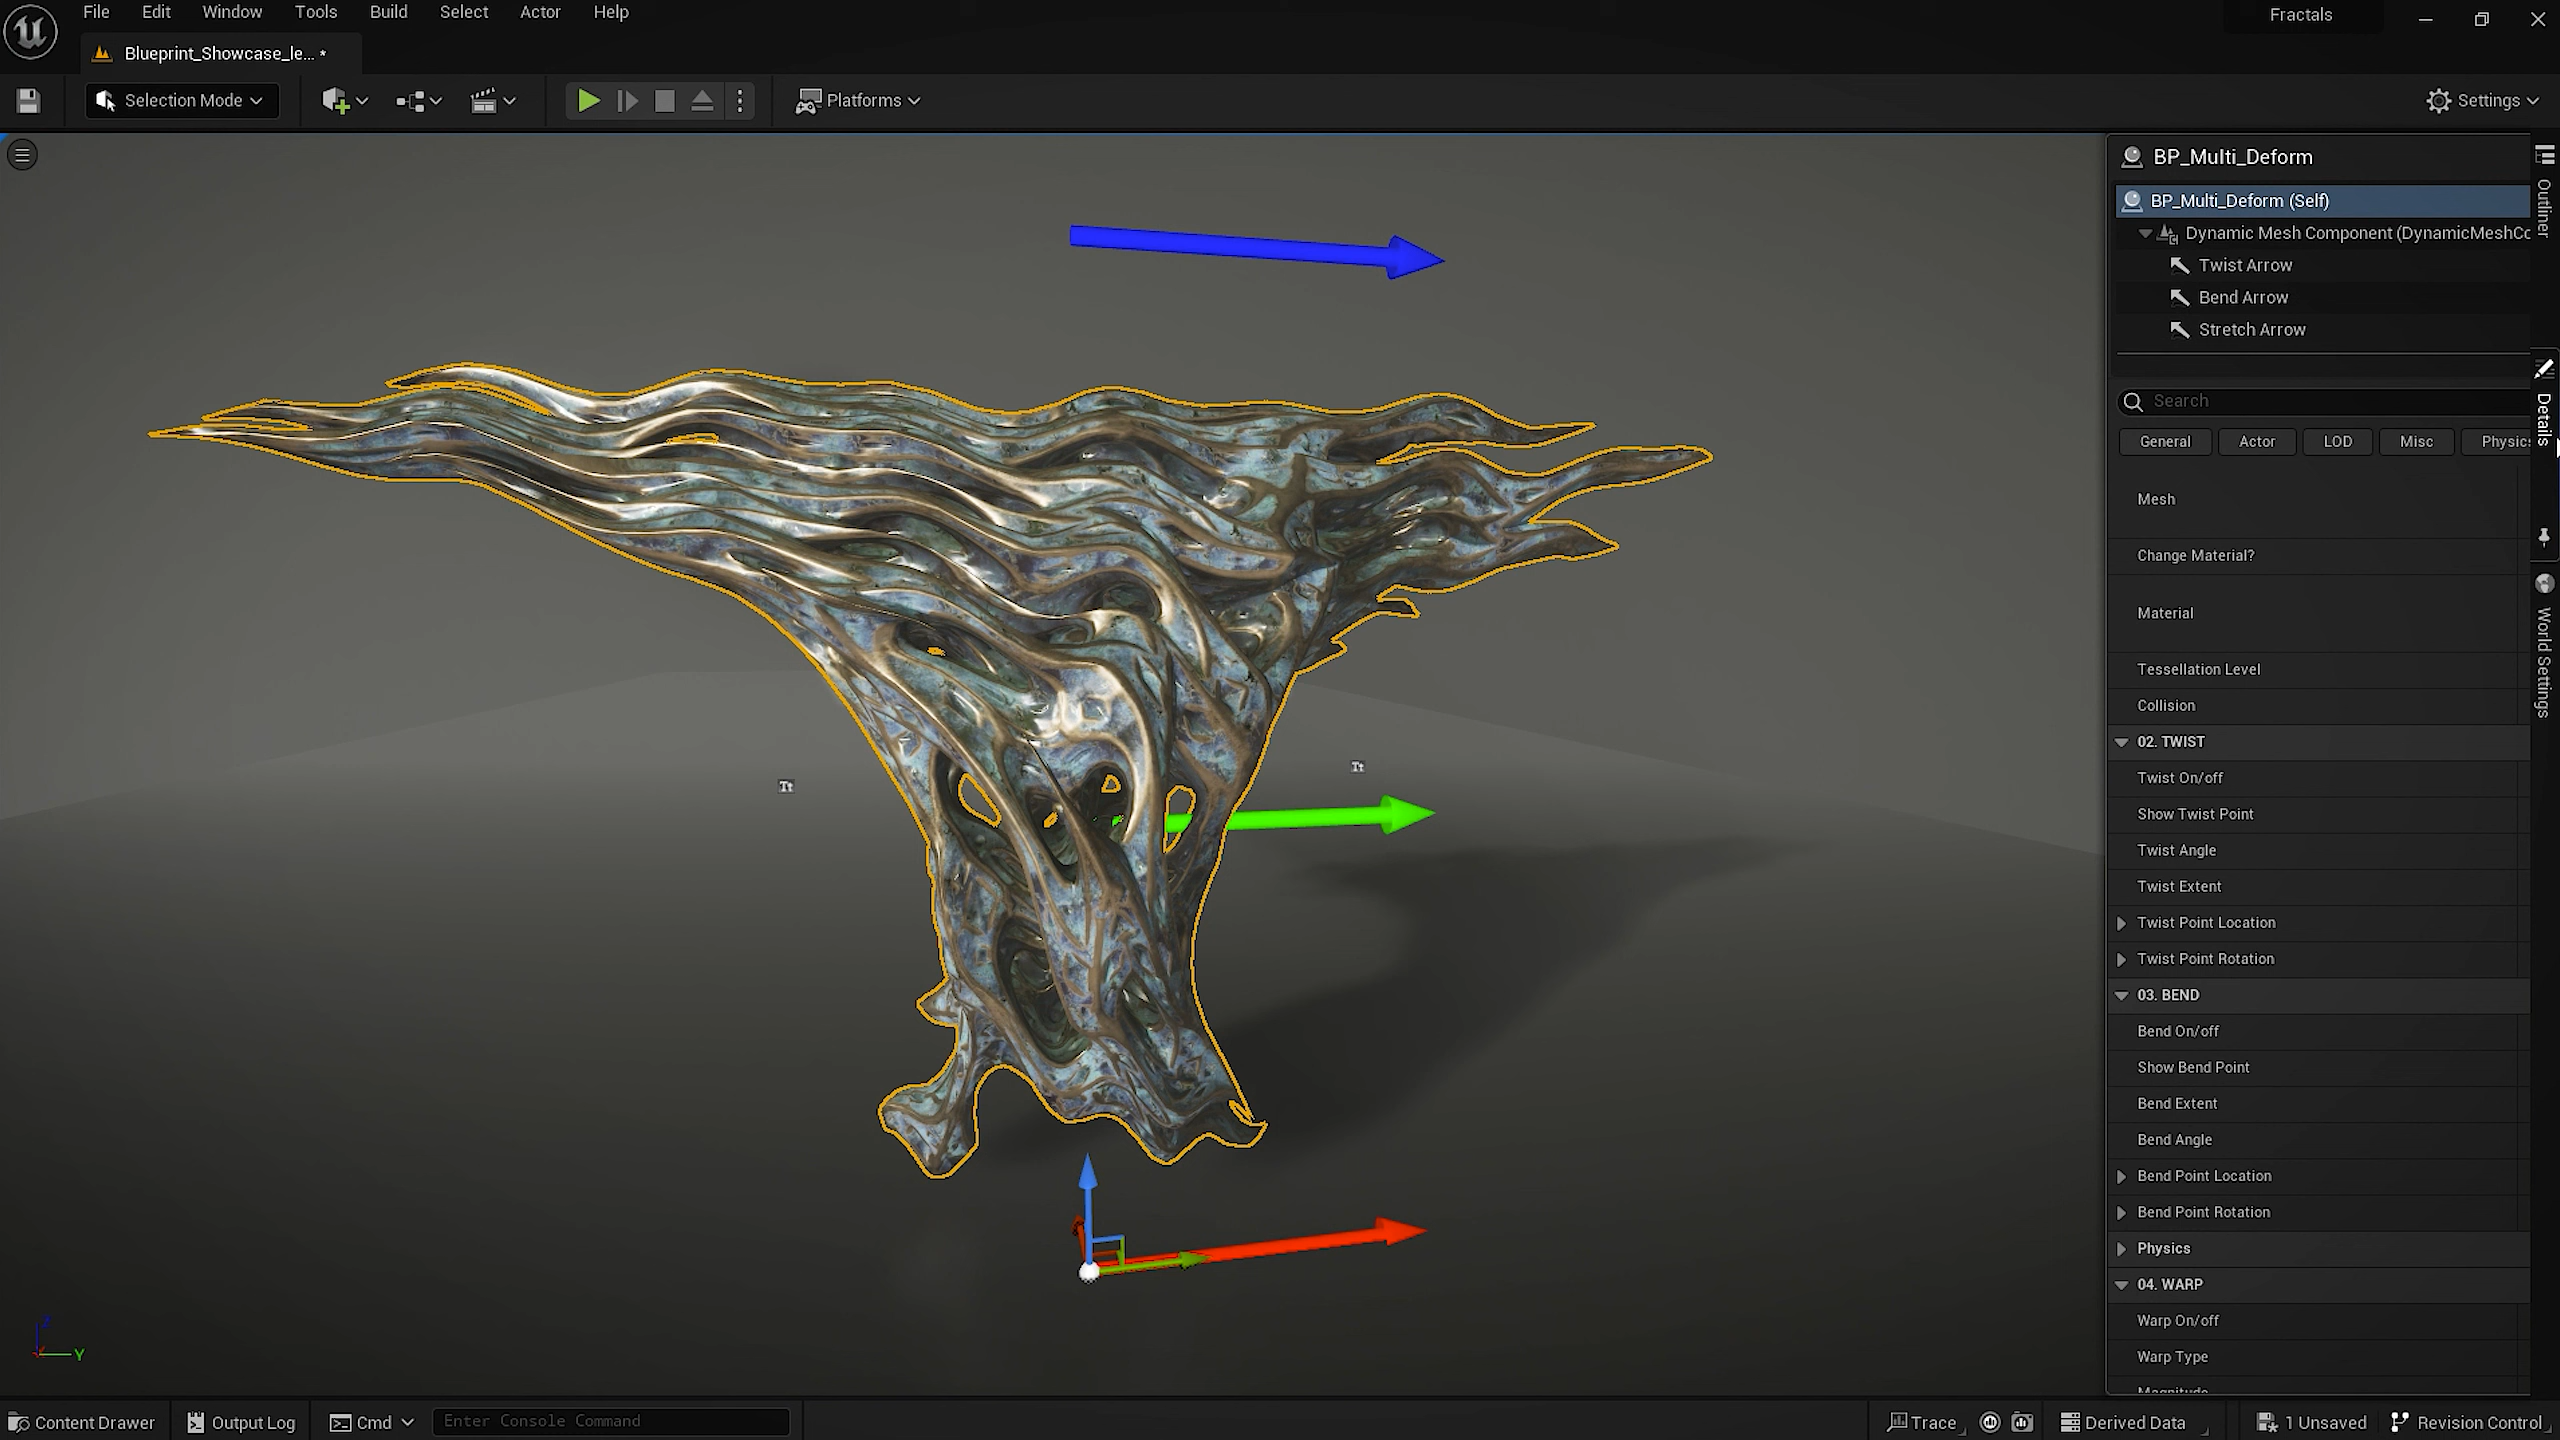 File Edit Window Tools Build Select Actor Help
Fractals
Blueprint_Showcase_le... *
Selection Mode
Platforms
Settings
BP_Multi_Deform
BP_Multi_Deform (Self)
Dynamic Mesh Component (DynamicMeshCo
Twist Arrow
Bend Arrow
Stretch Arrow
Search
General Actor LOD Misc Physics
Mesh
Change Material?
Material
Tessellation Level
Collision
02. TWIST
Twist On/off
Show Twist Point
Twist Angle
Twist Extent
Twist Point Location
Twist Point Rotation
03. BEND
Bend On/off
Show Bend Point
Bend Extent
Bend Angle
Bend Point Location
Bend Point Rotation
Physics
04. WARP
Warp On/off
Warp Type
Magnitude
Outliner
Details
World Settings
Tt
Tt
Z
Y
Content Drawer
Output Log
Cmd
Enter Console Command
Trace
Derived Data
1 Unsaved
Revision Control